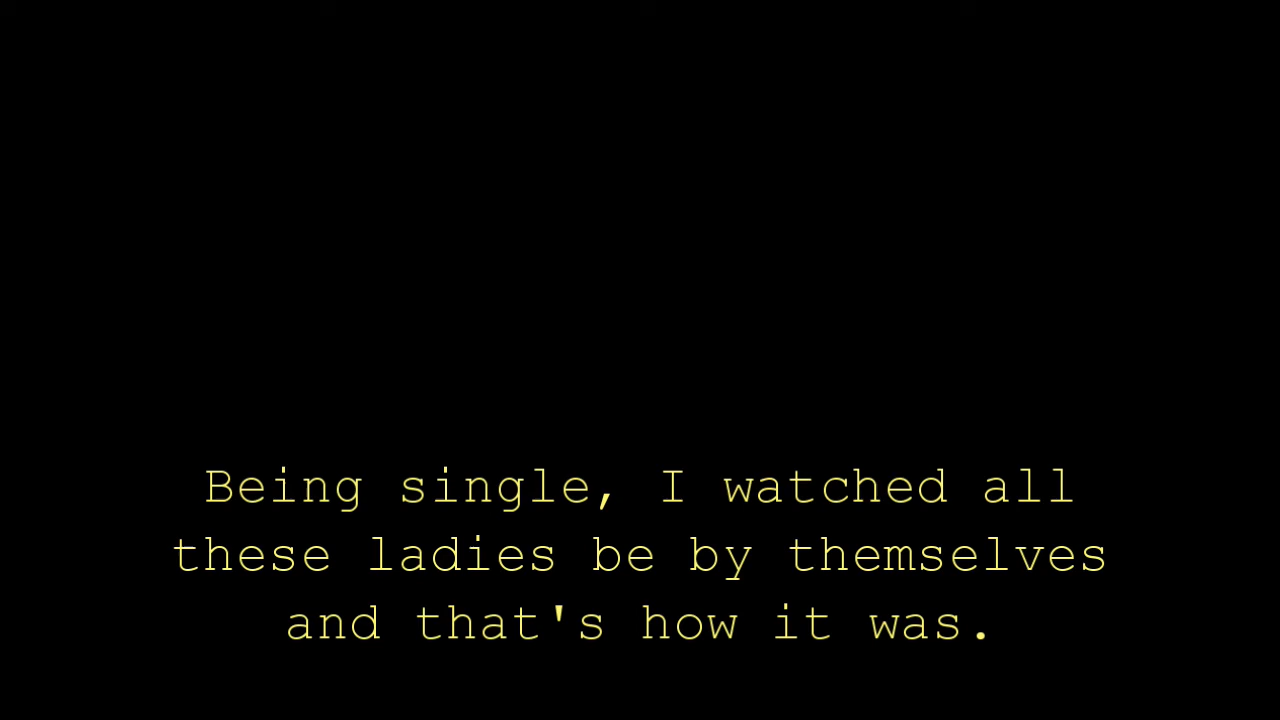 Being single, I watched all
these ladies be by themselves
and that's how it was.